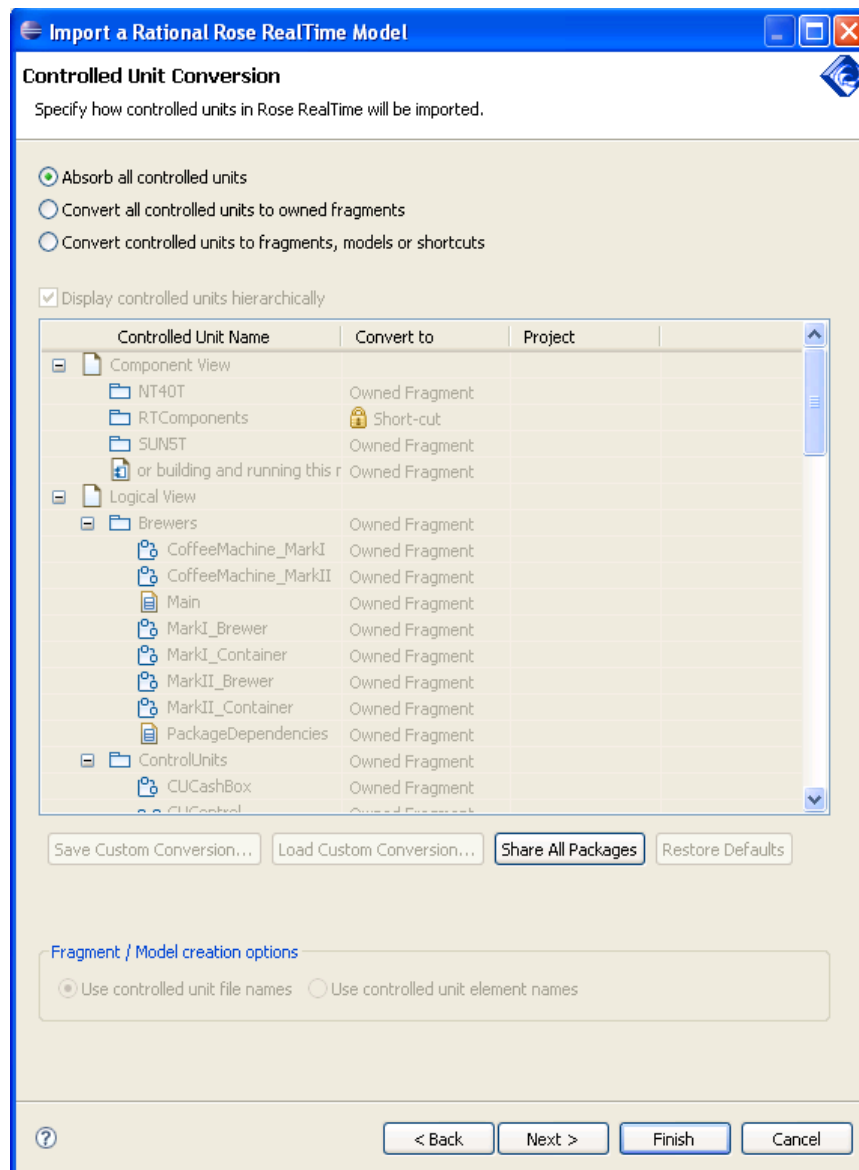 Import a Rational Rose RealTime Model
Controlled Unit Conversion
Specify how controlled units in Rose RealTime will be imported.
Absorb all controlled units
Convert all controlled units to owned fragments
Convert controlled units to fragments, models or shortcuts
Display controlled units hierarchically
Controlled Unit Name Convert to Project
Component View
NT40T Owned Fragment
RTComponents Short-cut
SUN5T Owned Fragment
or building and running this r Owned Fragment
Logical View
Brewers Owned Fragment
CoffeeMachine_MarkI Owned Fragment
CoffeeMachine_MarkII Owned Fragment
Main Owned Fragment
MarkI_Brewer Owned Fragment
MarkI_Container Owned Fragment
MarkII_Brewer Owned Fragment
MarkII_Container Owned Fragment
PackageDependencies Owned Fragment
ControlUnits Owned Fragment
CUCashBox Owned Fragment
CUControl Owned Fragment
Save Custom Conversion... Load Custom Conversion... Share All Packages Restore Defaults
Fragment / Model creation options
Use controlled unit file names Use controlled unit element names
? < Back Next > Finish Cancel